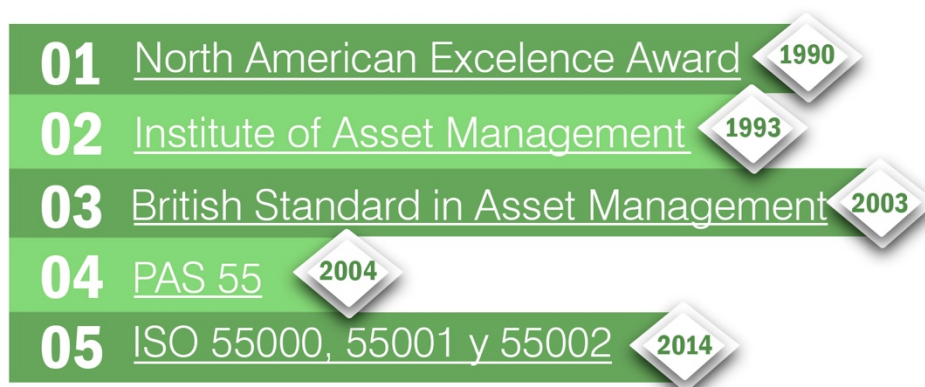 01 North American Excelence Award 1990
02 Institute of Asset Management 1993
03 British Standard in Asset Management 2003
04 PAS 55 2004
05 ISO 55000, 55001 y 55002 2014